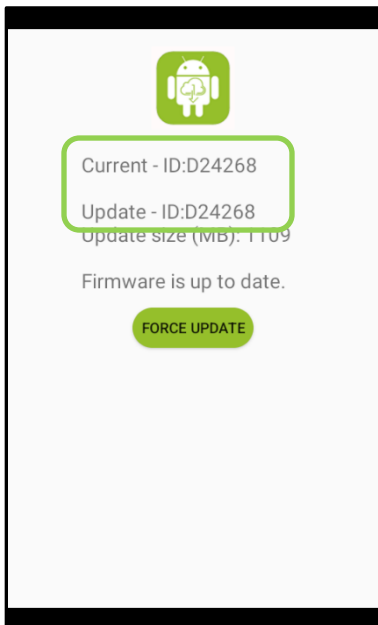 Current - ID:D24268
Update - ID:D24268
Update size (MB): 1109
Firmware is up to date.
FORCE UPDATE